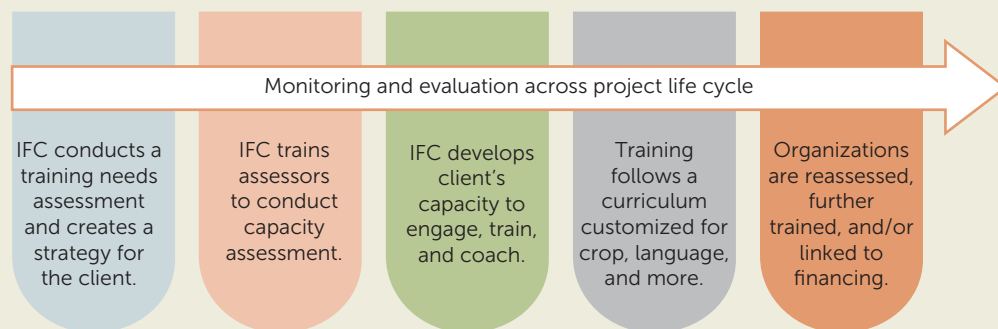 Monitoring and evaluation across project life cycle
IFC conducts a
training needs
assessment
and creates a
strategy for
the client.
IFC trains
assessors
to conduct
capacity
assessment.
IFC develops
client's
capacity to
engage, train,
and coach.
Training
follows a
curriculum
customized for
crop, language,
and more.
Organizations
are reassessed,
further
trained, and/or
linked to
financing.